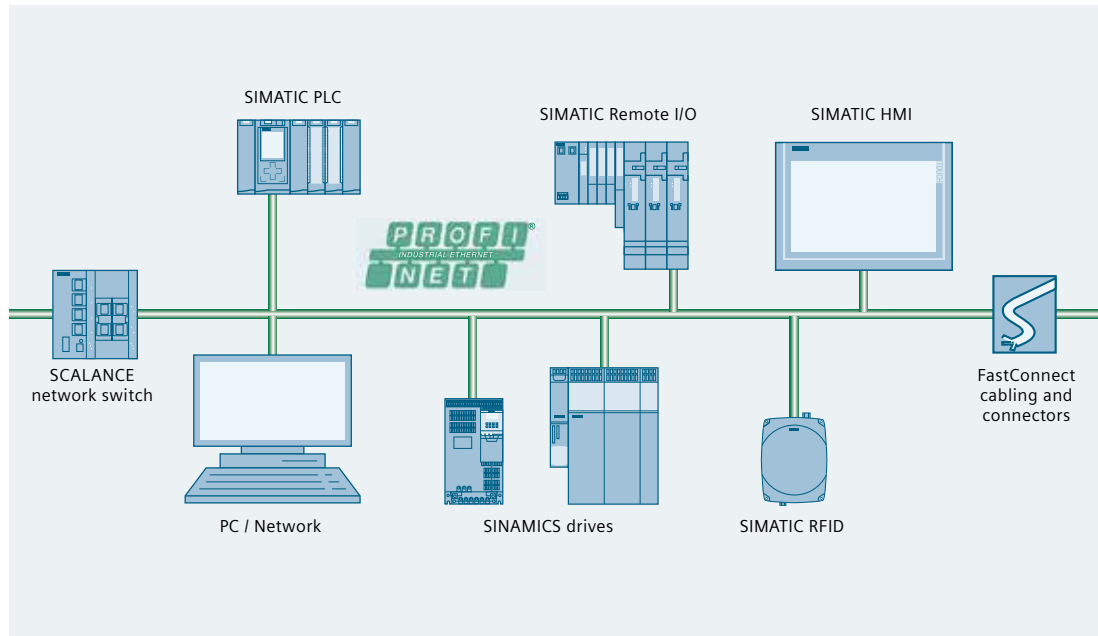 SIMATIC PLC
SIMATIC Remote I/O
SIMATIC HMI
PROFI®
INDUSTRIAL ETHERNET
NET
SCALANCE
network switch
FastConnect
cabling and
connectors
PC / Network
SINAMICS drives
SIMATIC RFID